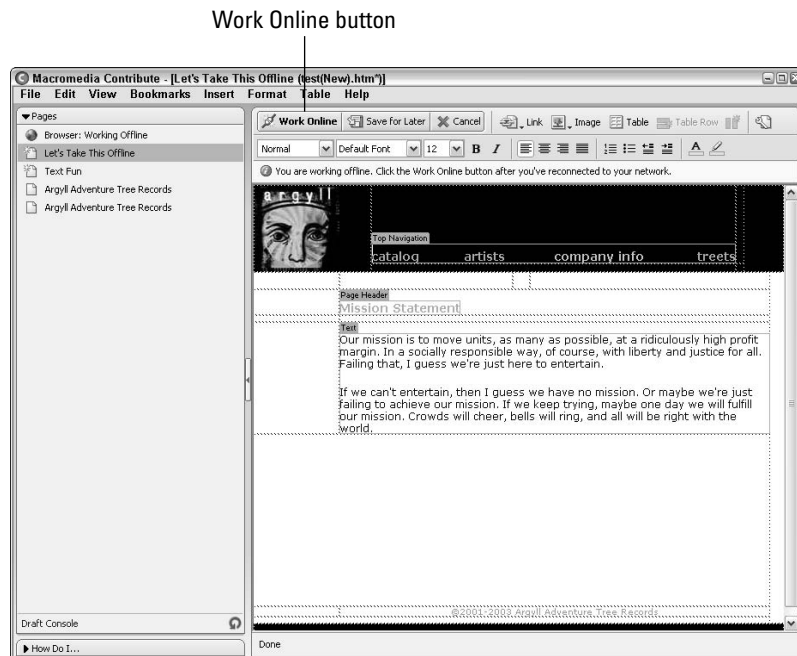 Work Online button
Macromedia Contribute - [Let's Take This Offline (test(New).htm*)]
File Edit View Bookmarks Insert Format Table Help
Pages
Browser: Working Offline
Let's Take This Offline
Text Fun
Argyll Adventure Tree Records
Argyll Adventure Tree Records
Draft Console
How Do I...
Work Online Save for Later Cancel Link Image Table Table Row
Normal Default Font 12 B I A
You are working offline. Click the Work Online button after you've reconnected to your network.
argyll
Top Navigation
catalog artists company info treets
Page Header
Mission Statement
Text
Our mission is to move units, as many as possible, at a ridiculously high profit
margin. In a socially responsible way, of course, with liberty and justice for all.
Failing that, I guess we're just here to entertain.
If we can't entertain, then I guess we have no mission. Or maybe we're just
failing to achieve our mission. If we keep trying, maybe one day we will fulfill
our mission. Crowds will cheer, bells will ring, and all will be right with the
world.
©2001-2003 Argyll Adventure Tree Records
Done